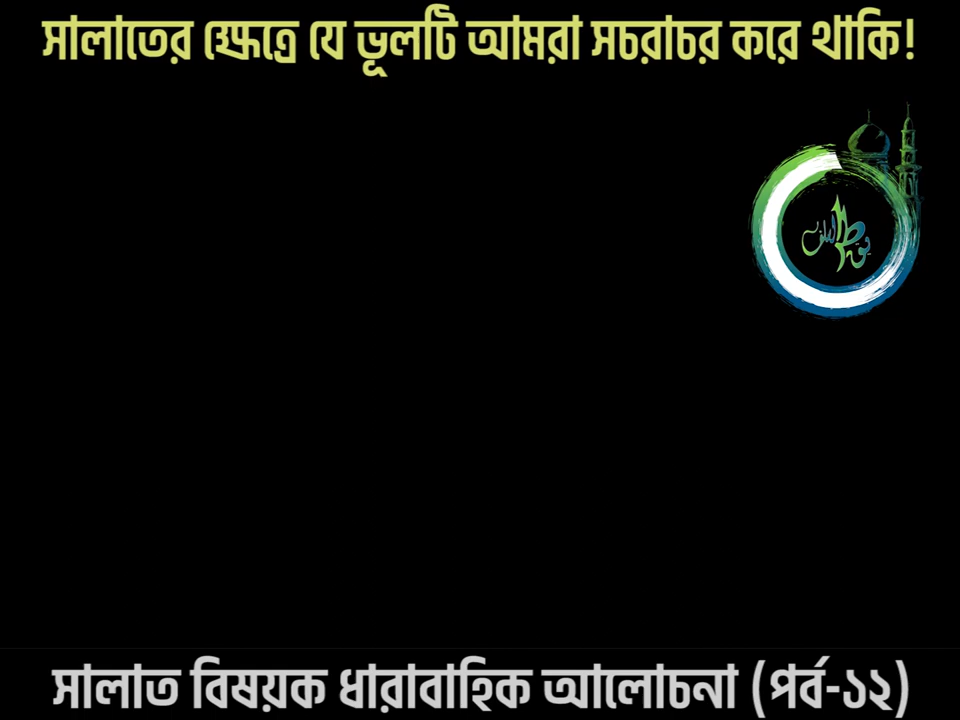 সালাতের ক্ষেত্রে যে ভূলটি আমরা সচরাচর করে থাকি!
সালাত বিষয়ক ধারাবাহিক আলোচনা (পর্ব-১২)